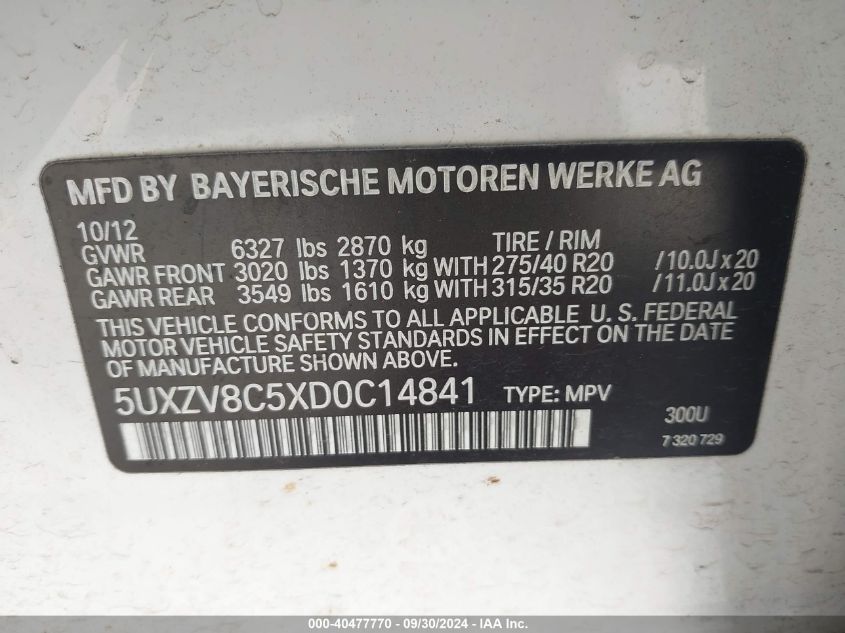 MFD BY BAYERISCHE MOTOREN WERKE AG
10/12
GVWR 6327 lbs 2870 kg TIRE / RIM
GAWR FRONT 3020 lbs 1370 kg WITH 275/40 R20 /10.0J x 20
GAWR REAR 3549 lbs 1610 kg WITH 315/35 R20 /11.0J x 20
THIS VEHICLE CONFORMS TO ALL APPLICABLE U. S. FEDERAL
MOTOR VEHICLE SAFETY STANDARDS IN EFFECT ON THE DATE
OF MANUFACTURE SHOWN ABOVE.
5UXZV8C5XD0C14841 TYPE: MPV
300U
7 320 729
000-40477770 - 09/30/2024 - IAA Inc.